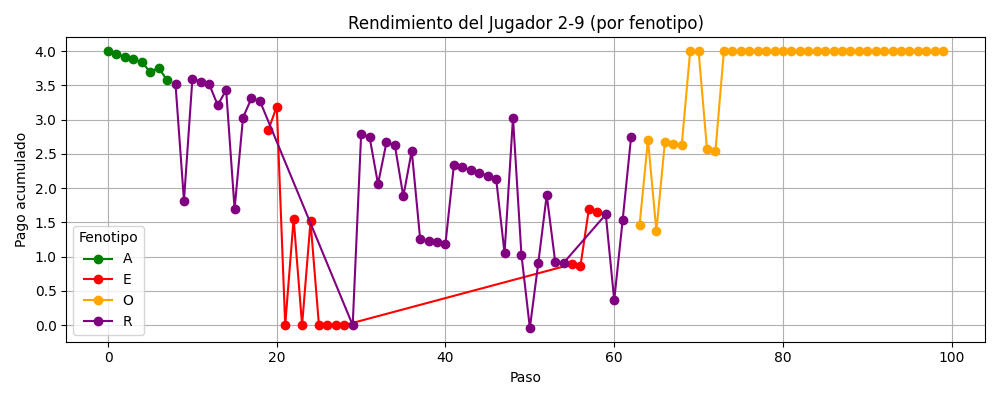 Rendimiento del Jugador 2-9 (por fenotipo)
Pago acumulado
4.0
3.5
3.0
2.5
2.0
1.5
1.0
0.5
0.0
Fenotipo
A
E
O
R
0
20
40
60
80
100
Paso